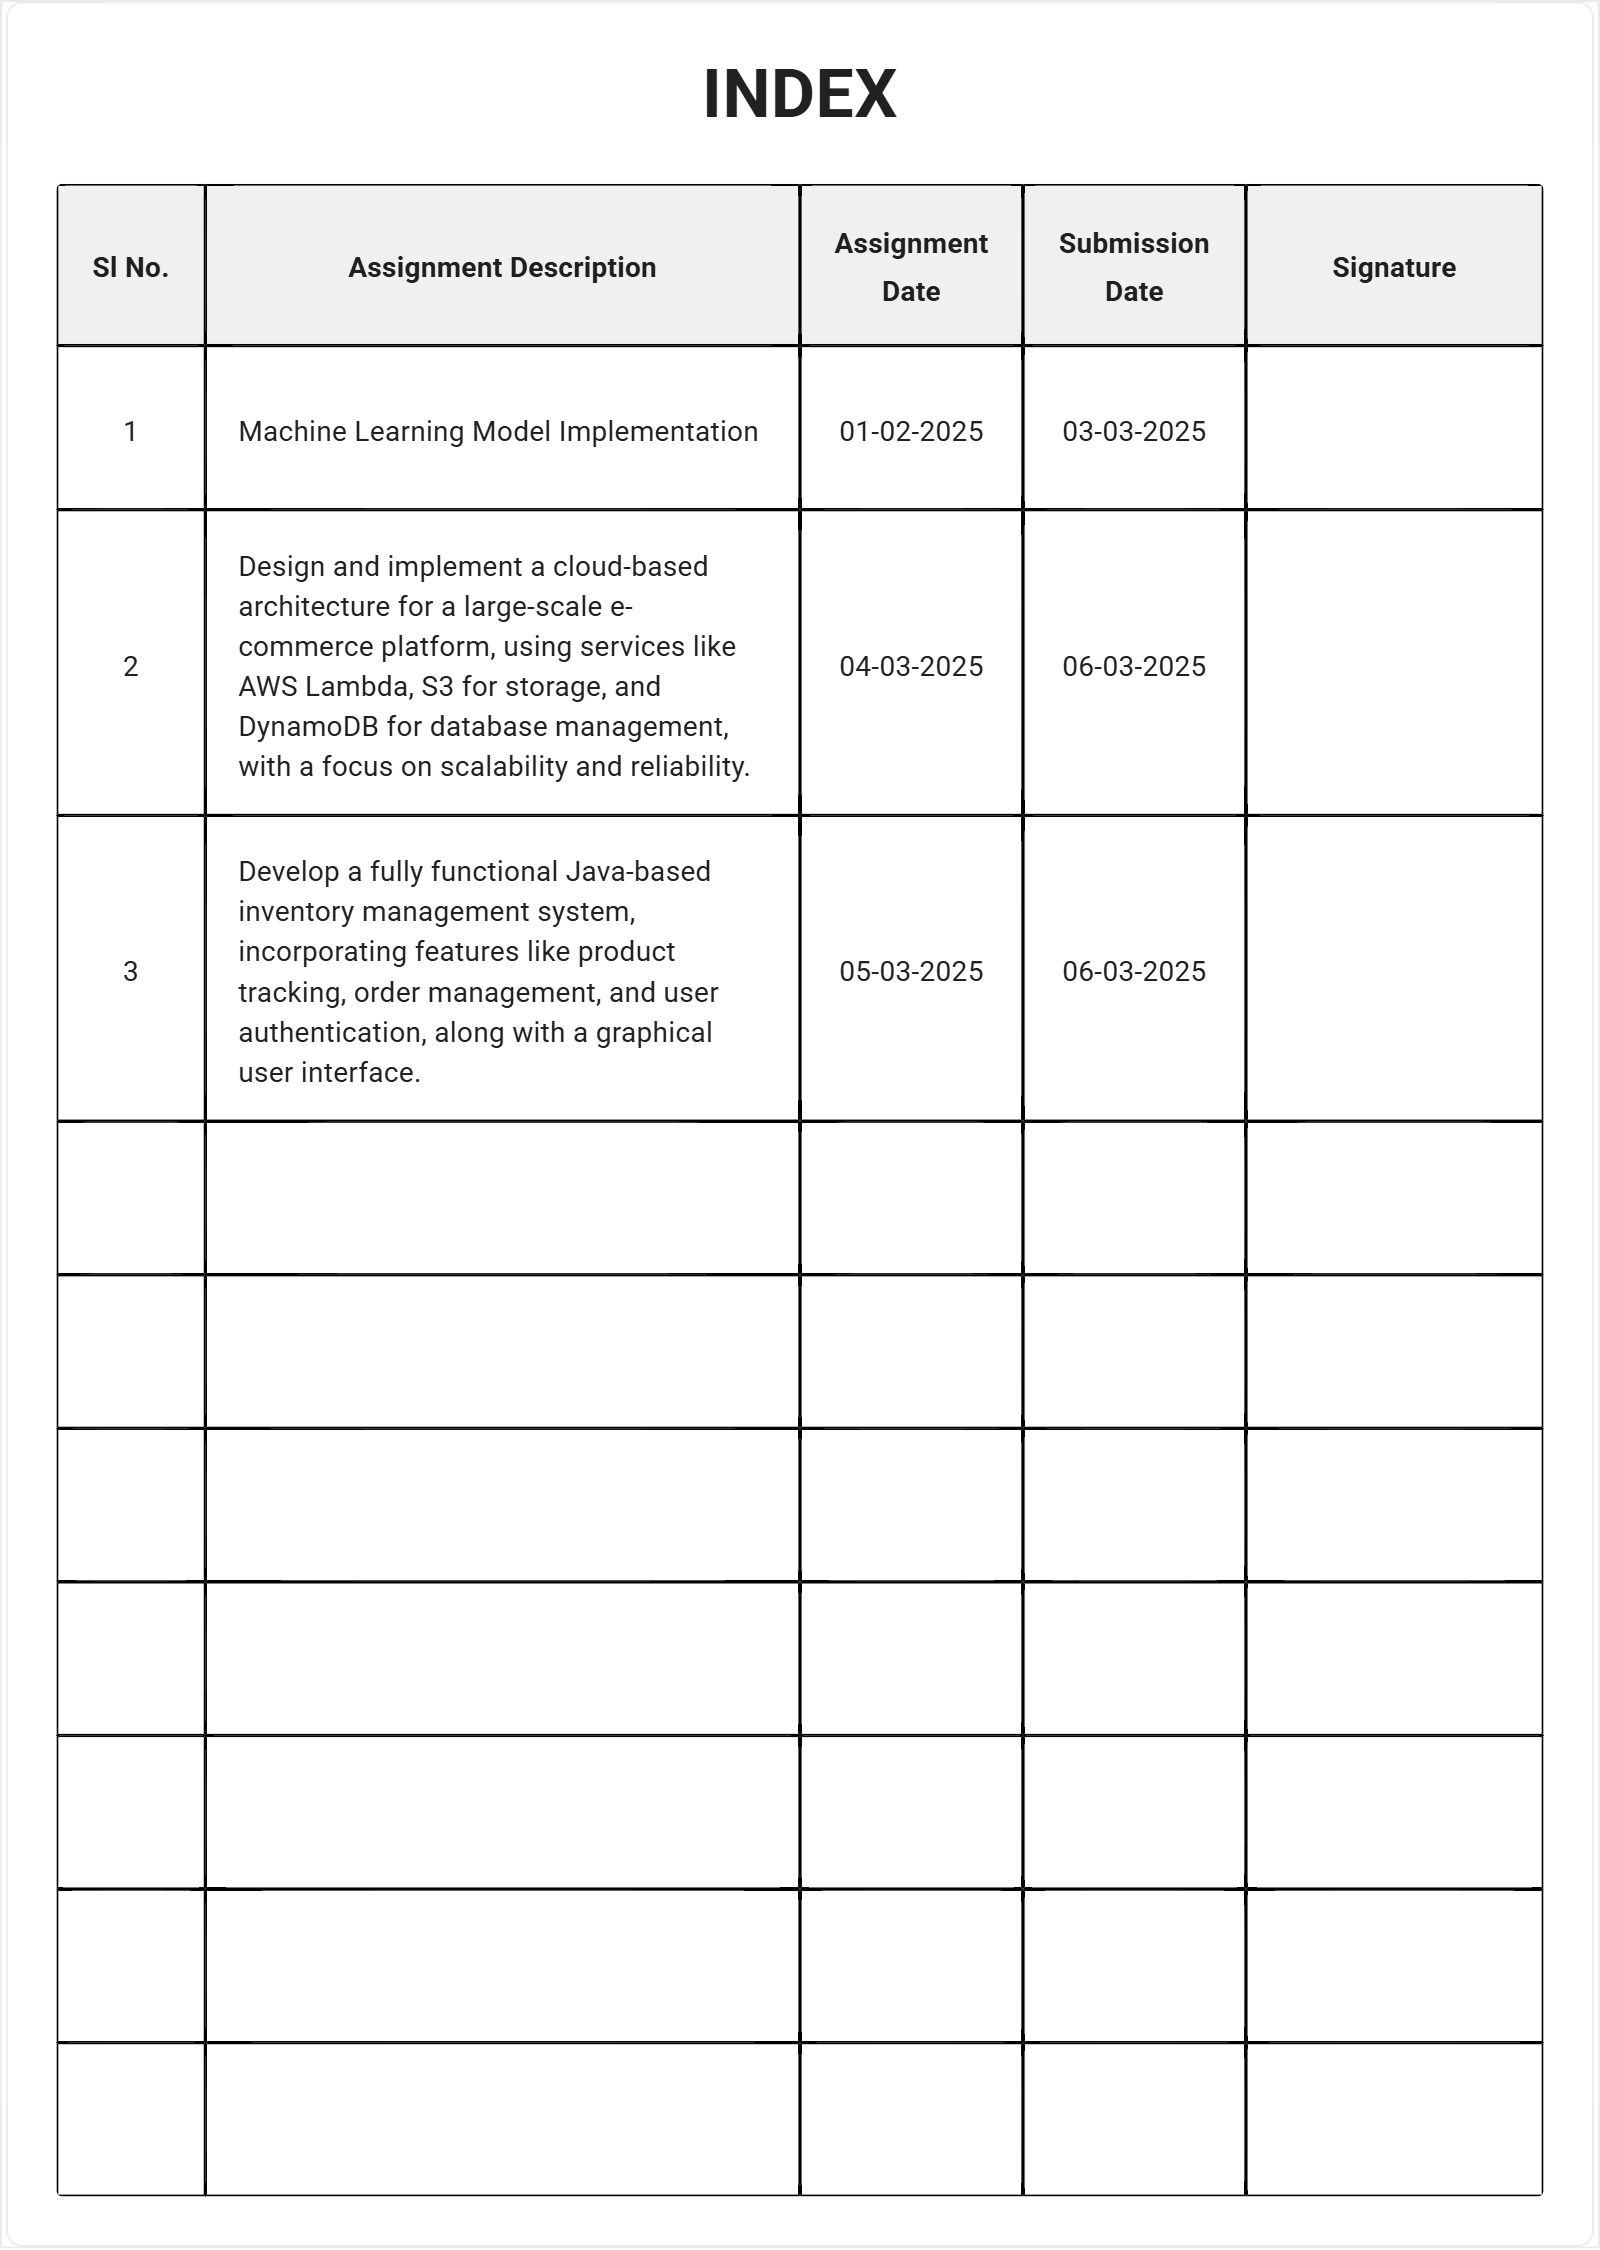 INDEX
Sl No.
Assignment Description
Assignment
Date
Submission
Date
Signature
1
Machine Learning Model Implementation
01-02-2025
03-03-2025
2
Design and implement a cloud-based
architecture for a large-scale e-
commerce platform, using services like
AWS Lambda, S3 for storage, and
DynamoDB for database management,
with a focus on scalability and reliability.
04-03-2025
06-03-2025
3
Develop a fully functional Java-based
inventory management system,
incorporating features like product
tracking, order management, and user
authentication, along with a graphical
user interface.
05-03-2025
06-03-2025